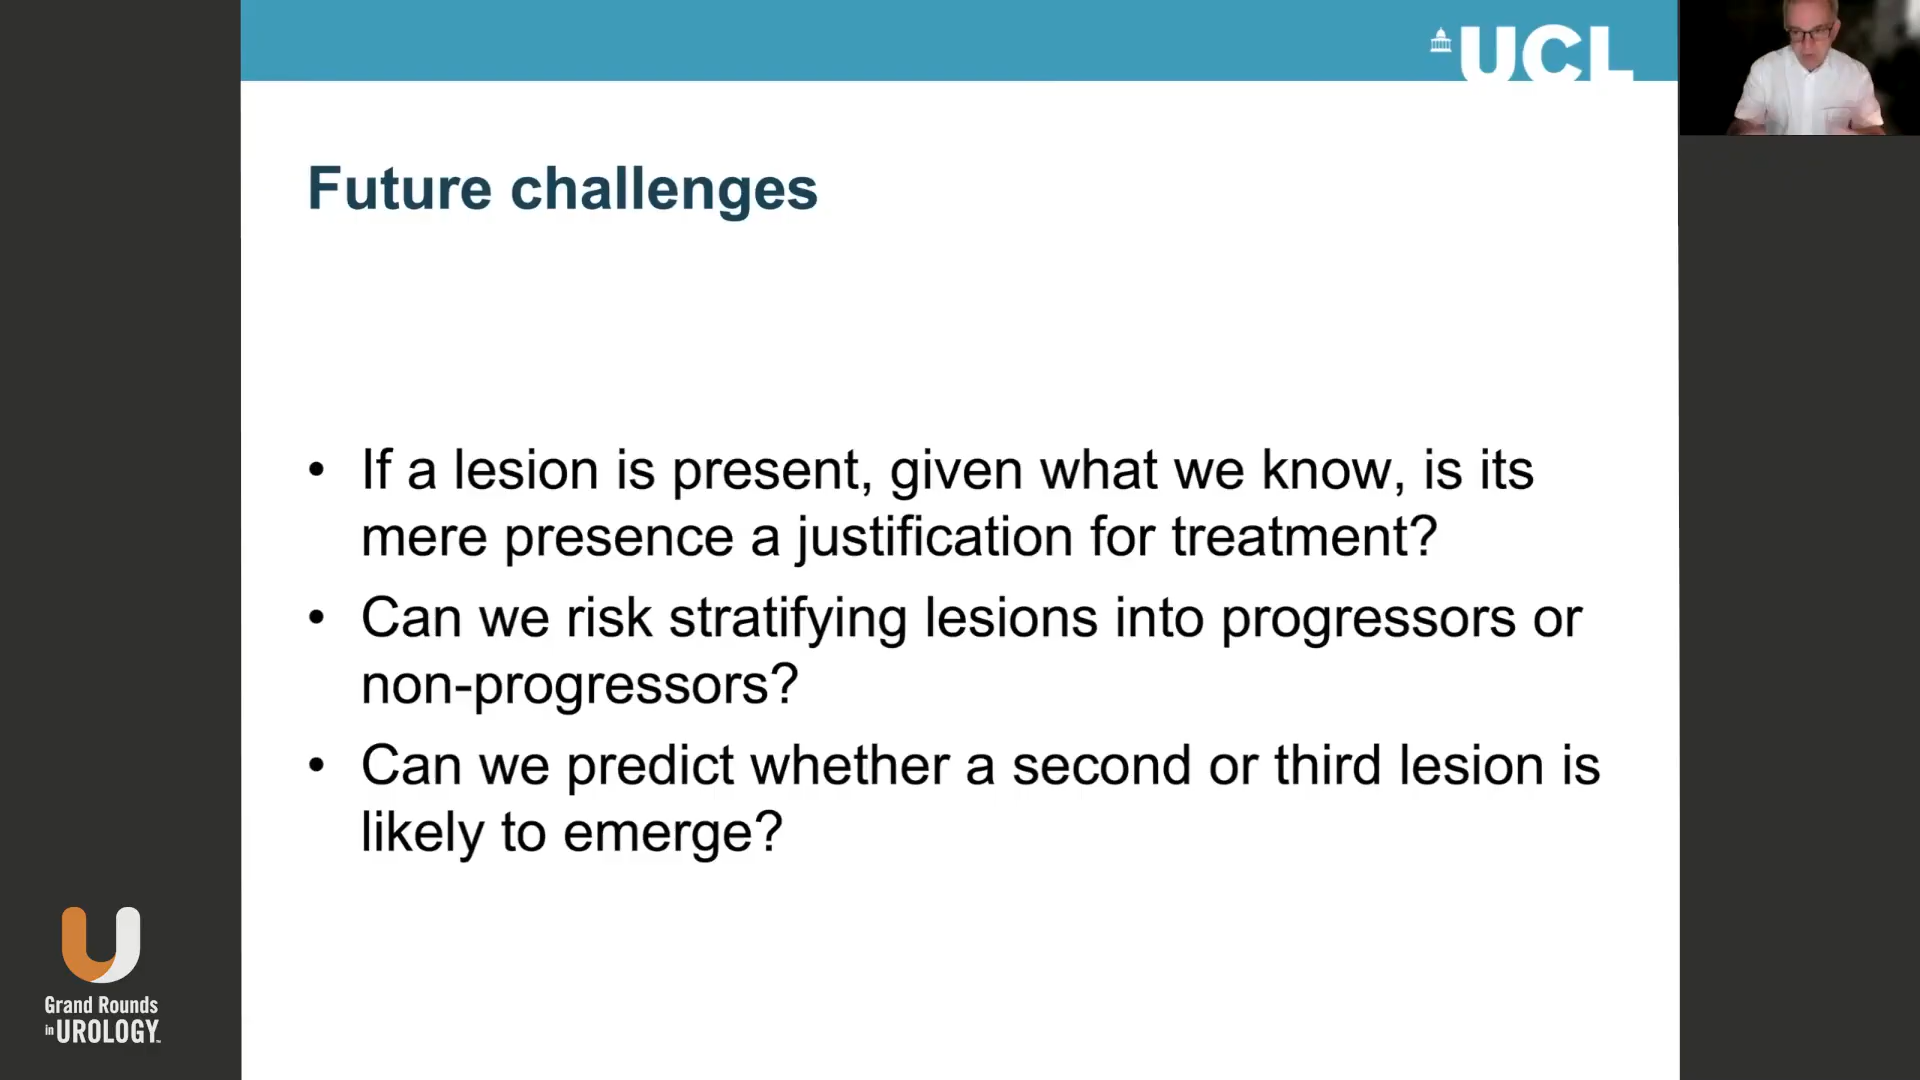 UCL
Future challenges
• If a lesion is present, given what we know, is its
mere presence a justification for treatment?
• Can we risk stratifying lesions into progressors or
non-progressors?
• Can we predict whether a second or third lesion is
likely to emerge?
Grand Rounds
in UROLOGY™